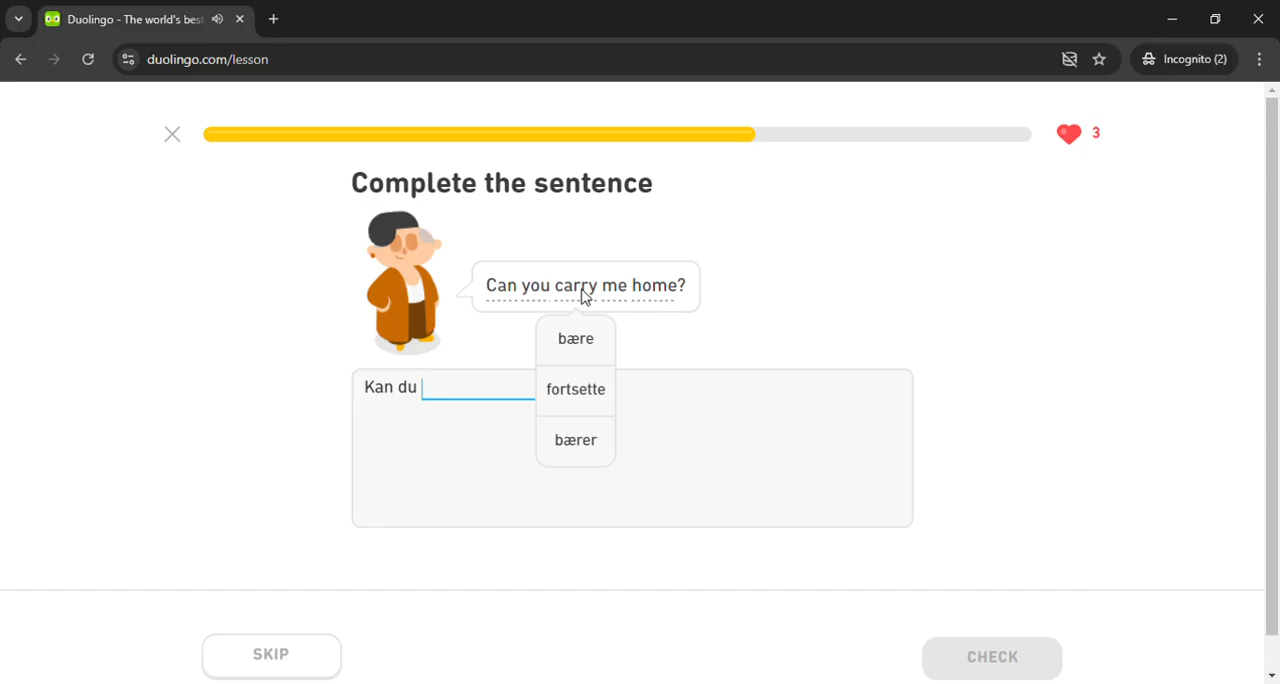 Duolingo - The world's best
duolingo.com/lesson
Incognito (2)
3
Complete the sentence
Can you carry me home?
bære
fortsette
bærer
Kan du
SKIP
CHECK